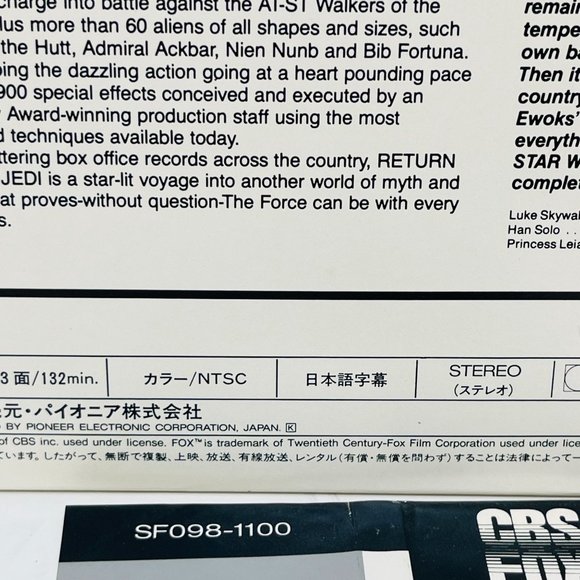 charge into battle against the AT-ST Walkers of the
plus more than 60 aliens of all shapes and sizes, such
the Hutt, Admiral Ackbar, Nien Nunb and Bib Fortuna.
ping the dazzling action going at a heart pounding pace
900 special effects conceived and executed by an
Award-winning production staff using the most
d techniques available today.
ttering box office records across the country, RETURN
JEDI is a star-lit voyage into another world of myth and
at proves-without question-The Force can be with every
s.
remain
tempe
own ba
Then it
country
Ewoks'
everyth
STAR W
complet
Luke Skywal
Han Solo . .
Princess Leia
3面/132min.
カラー/NTSC
日本語字幕
STEREO
(ステレオ)
元・パイオニア株式会社
BY PIONEER ELECTRONIC CORPORATION, JAPAN. K
of CBS inc. used under license. FOX™ is trademark of Twentieth Century-Fox Film Corporation used under lice
ています。したがって、無断で複製、上映、放送、有線放送、レンタル(有償・無償を問わず)することは法律によって一
SF098-1100
CBS
FOX